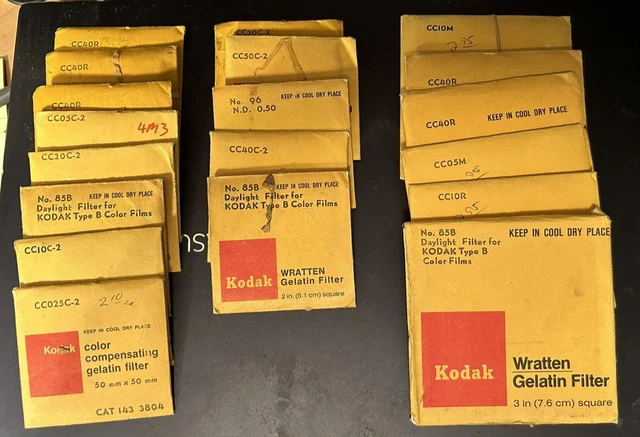 CC40R
CC40R
CC40R
CC05C-2
4M3
CC20C-2
No. 85B KEEP IN COOL DRY PLACE
Daylight Filter for
KODAK Type B Color Films
CC10C-2
CC025C-2
KEEP IN COOL DRY PLACE
Kodak
color
compensating
gelatin filter
50 mm x 50 mm
CAT 143 3804
CC50C-2
No. 96 KEEP IN COOL DRY PLACE
N.D. 0.50
CC40C-2
No. 85B KEEP IN COOL DRY PLACE
Daylight Filter for
KODAK Type B Color Films
Kodak
WRATTEN
Gelatin Filter
2 in. (5.1 cm) square
CC10M
CC40R
CC40R KEEP IN COOL DRY PLACE
CC05M
CC10R
No. 85B KEEP IN COOL DRY PLACE
Daylight Filter for
KODAK Type B
Color Films
Kodak
Wratten
Gelatin Filter
3 in (7.6 cm) square